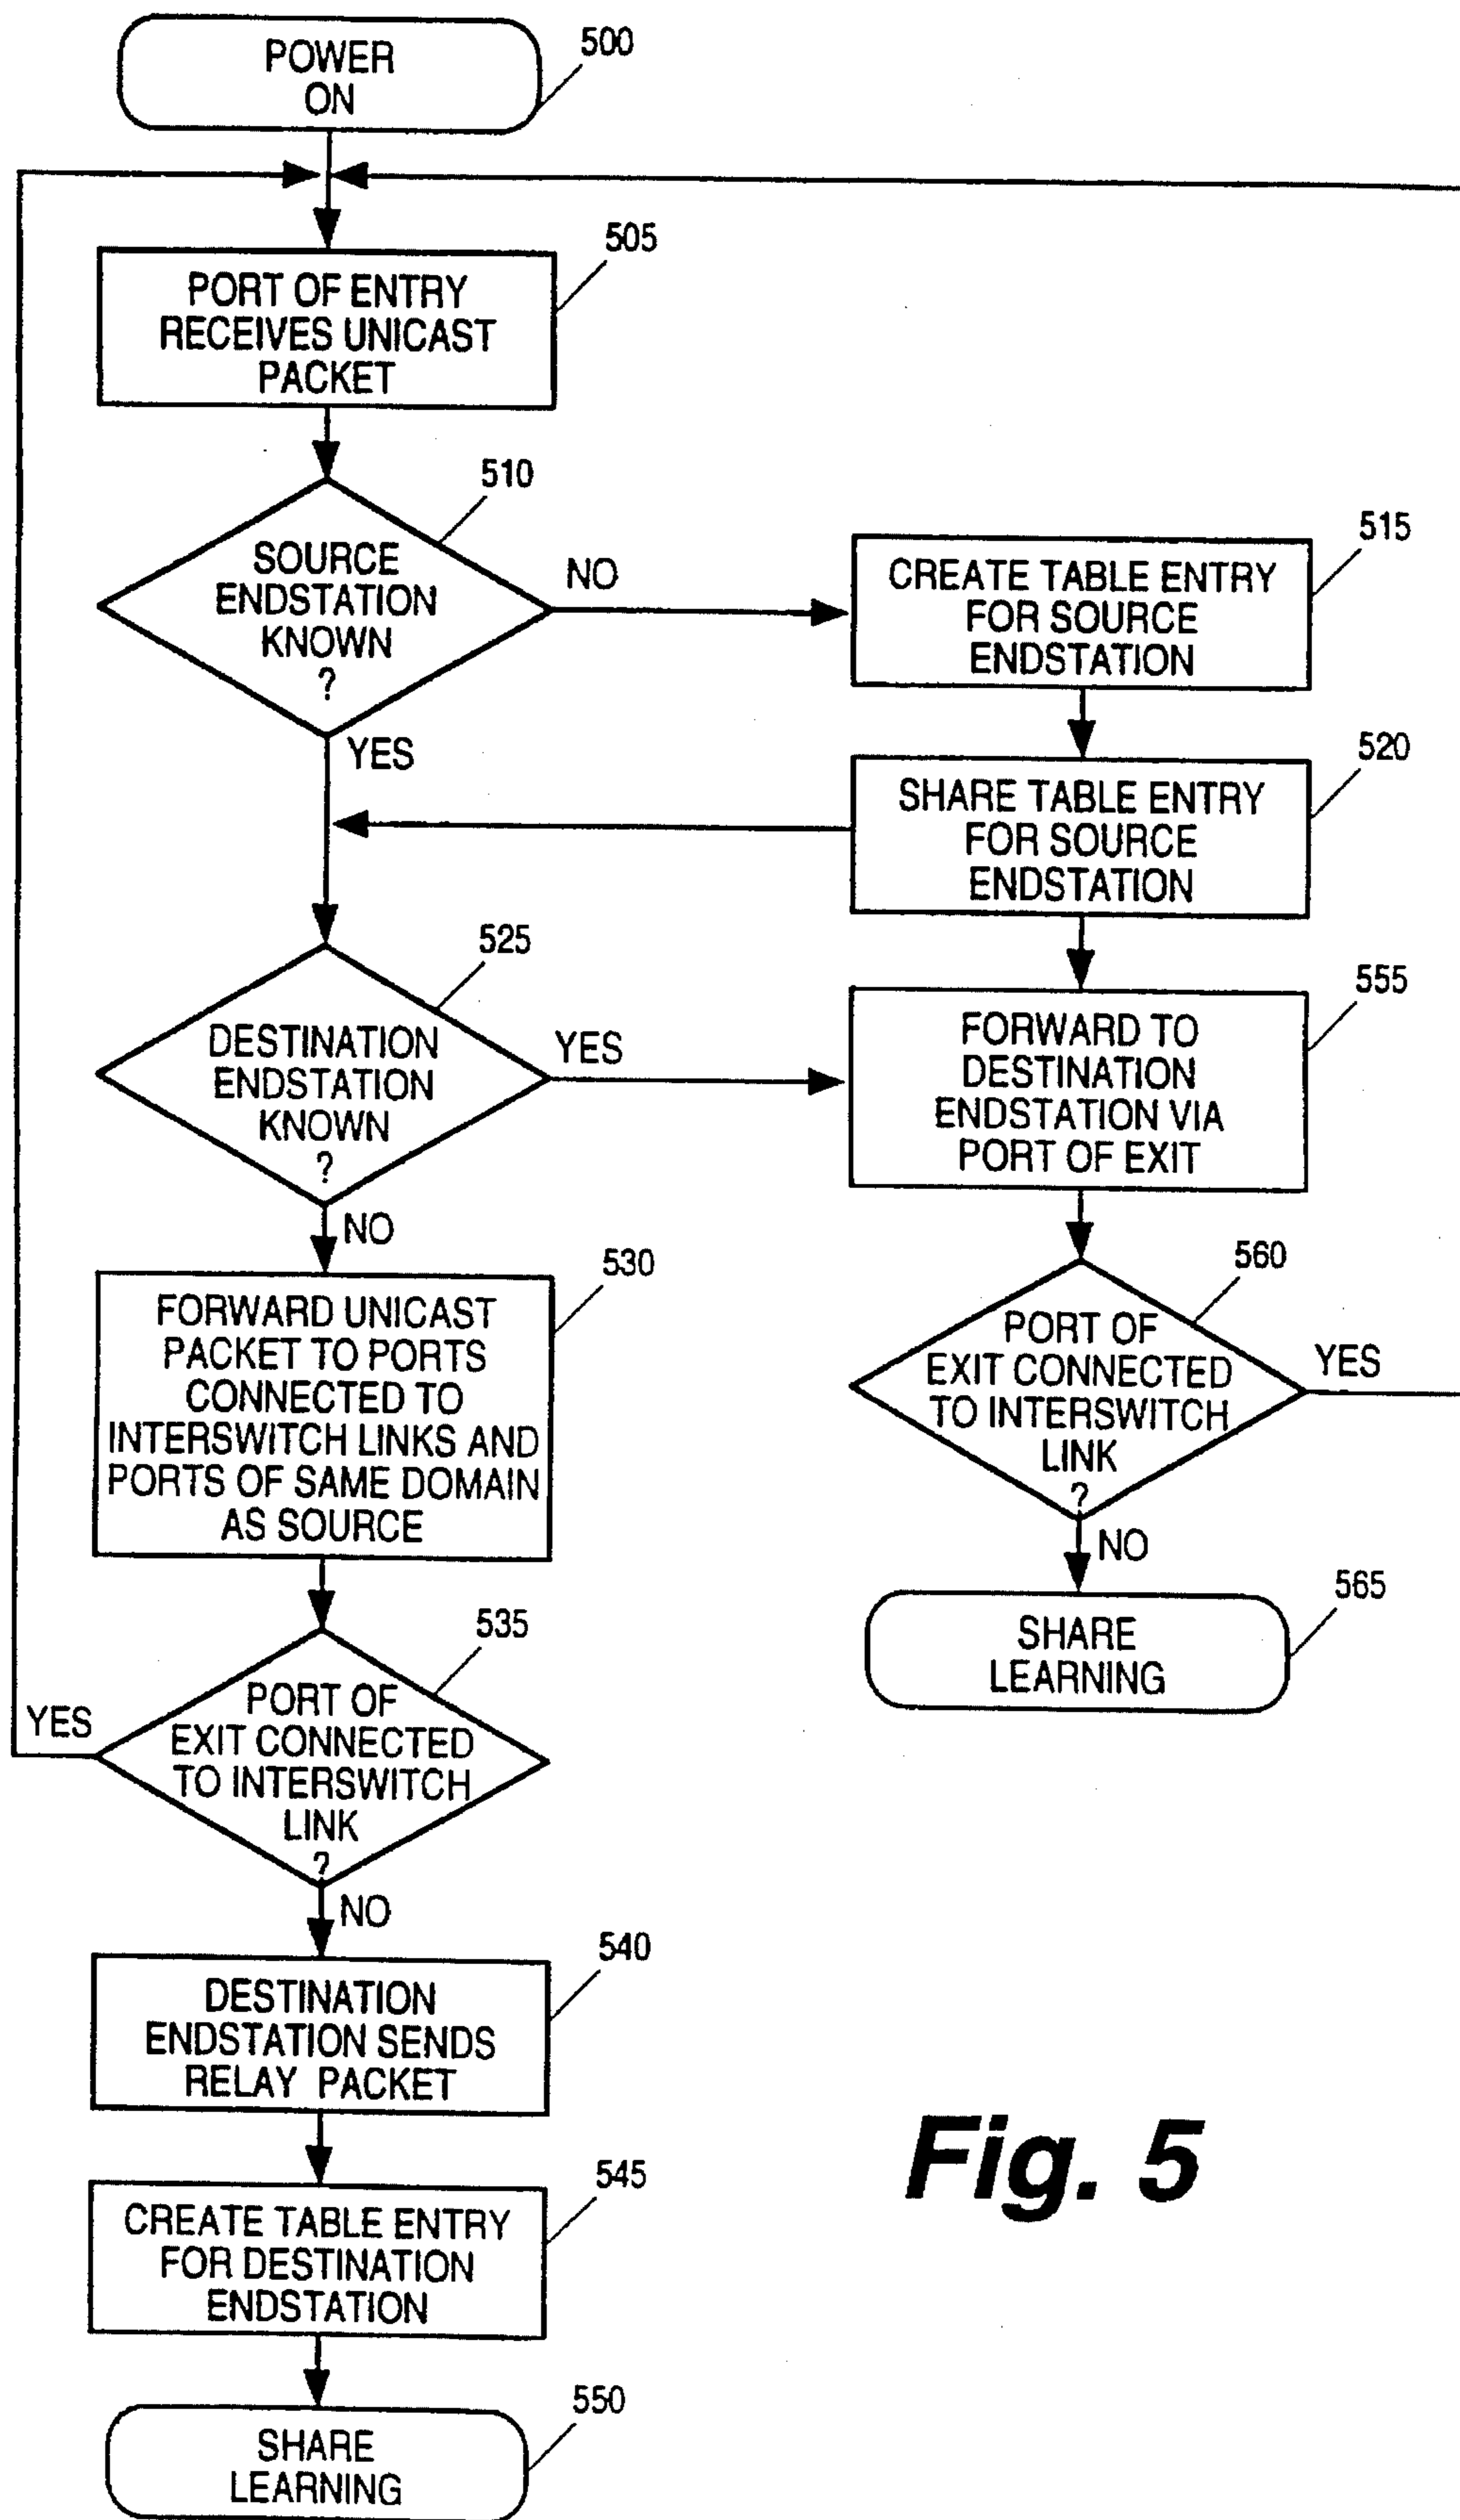 POWER
ON
500
505
PORT OF ENTRY
RECEIVES UNICAST
PACKET
510
SOURCE
ENDSTATION
KNOWN
?
NO
YES
515
CREATE TABLE ENTRY
FOR SOURCE
ENDSTATION
520
SHARE TABLE ENTRY
FOR SOURCE
ENDSTATION
525
DESTINATION
ENDSTATION
KNOWN
?
YES
NO
555
FORWARD TO
DESTINATION
ENDSTATION VIA
PORT OF EXIT
530
FORWARD UNICAST
PACKET TO PORTS
CONNECTED TO
INTERSWITCH LINKS AND
PORTS OF SAME DOMAIN
AS SOURCE
560
PORT OF
EXIT CONNECTED
TO INTERSWITCH
LINK
?
YES
NO
565
SHARE
LEARNING
535
PORT OF
EXIT CONNECTED
TO INTERSWITCH
LINK
?
YES
NO
540
DESTINATION
ENDSTATION SENDS
RELAY PACKET
545
CREATE TABLE ENTRY
FOR DESTINATION
ENDSTATION
550
SHARE
LEARNING
Fig. 5